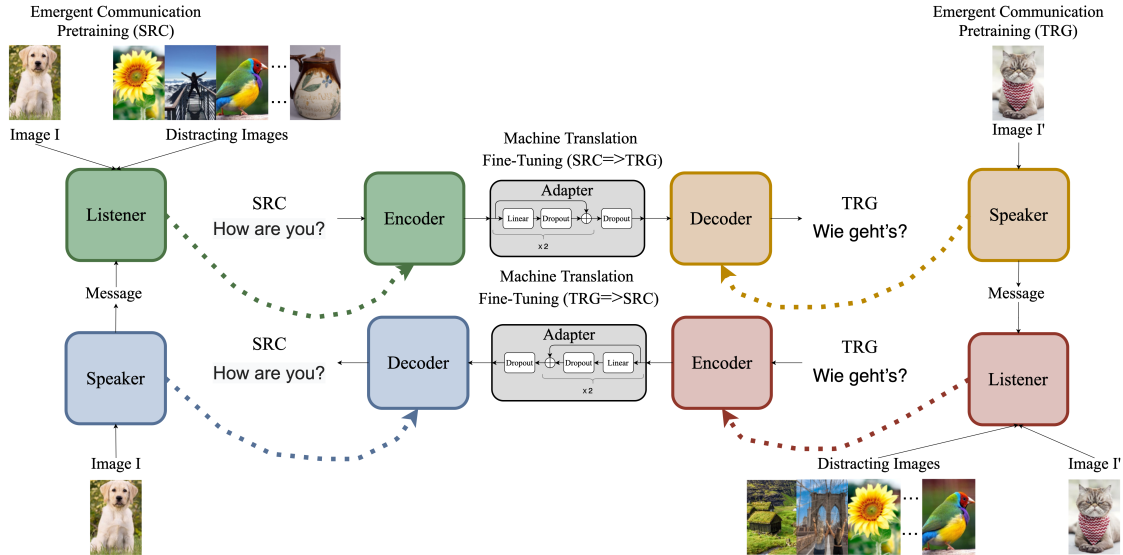 Emergent Communication
Pretraining (SRC)
Image I
Distracting Images
...
...
Listener
Message
Speaker
Image I
SRC
How are you?
Encoder
Machine Translation
Fine-Tuning (SRC=>TRG)
Adapter
Linear
Dropout
Dropout
x 2
Decoder
TRG
Wie geht's?
SRC
How are you?
Decoder
Machine Translation
Fine-Tuning (TRG=>SRC)
Adapter
Dropout
Dropout
Linear
x 2
Encoder
TRG
Wie geht's?
Emergent Communication
Pretraining (TRG)
Image I'
Speaker
Message
Listener
Distracting Images
Image I'
...
...